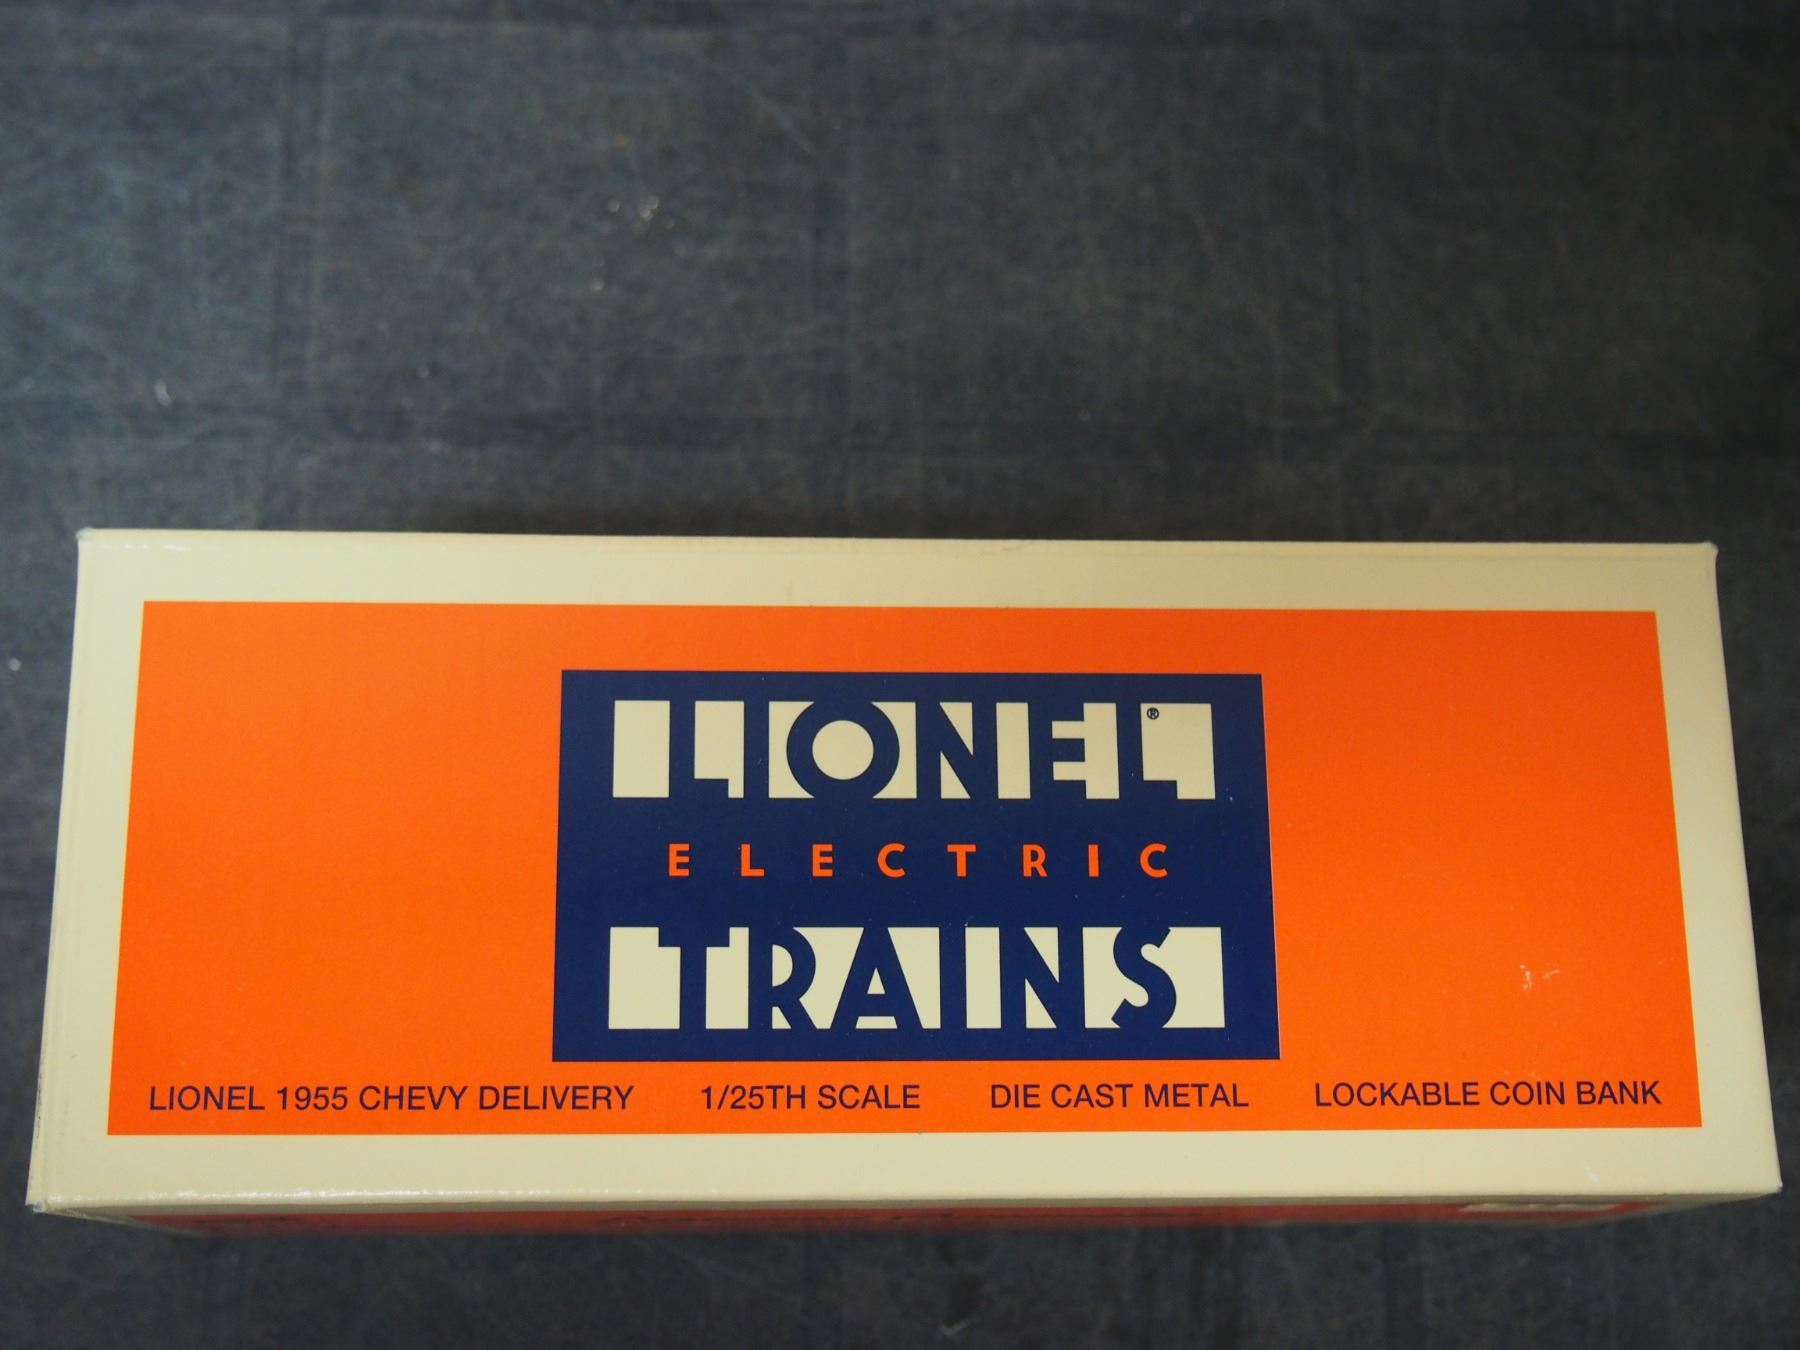 LIONEL®
ELECTRIC
TRAINS
LIONEL 1955 CHEVY DELIVERY 1/25TH SCALE DIE CAST METAL LOCKABLE COIN BANK